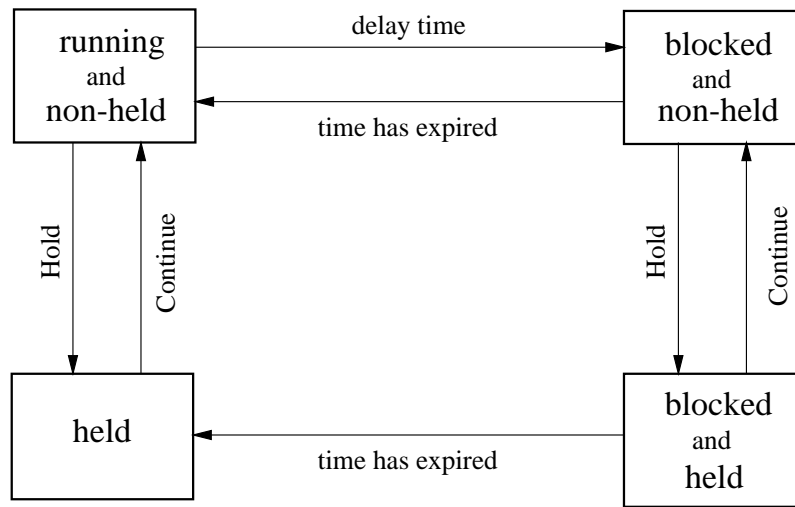 running
and
non-held
delay time
time has expired
blocked
and
non-held
Hold
Continue
Hold
Continue
held
time has expired
blocked
and
held